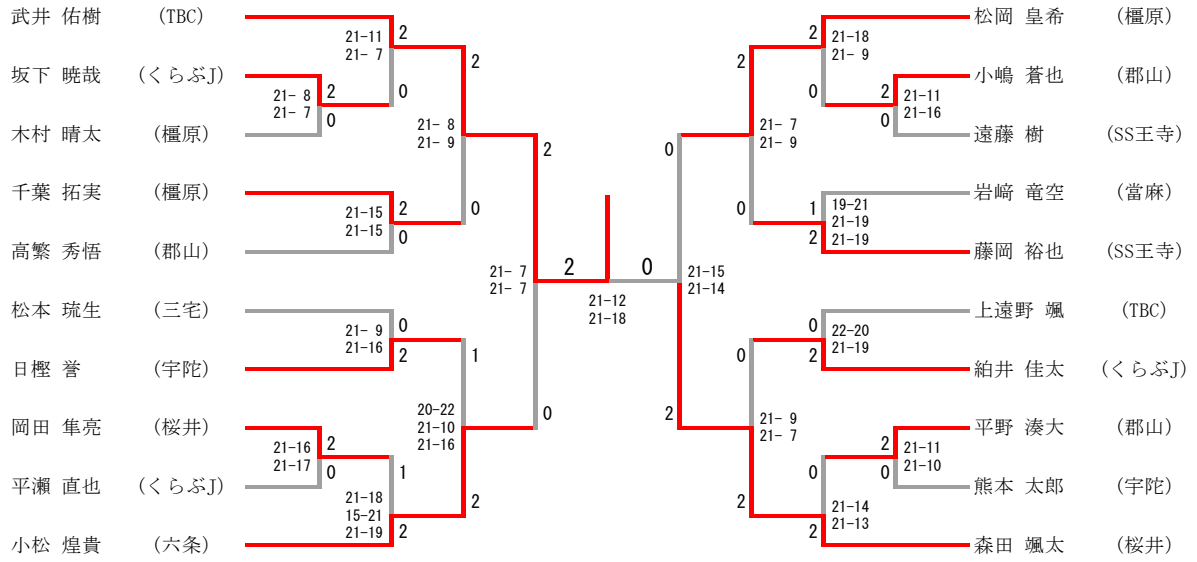 武井 佑樹 (TBC)
坂下 暁哉 (くらぶJ)
木村 晴太 (橿原)
千葉 拓実 (橿原)
高繁 秀悟 (郡山)
松本 琉生 (三宅)
日樫 誉 (宇陀)
岡田 隼亮 (桜井)
平瀬 直也 (くらぶJ)
小松 煌貴 (六条)
21-11 2
21- 7
0
21- 8 2
21- 7 0
2
21- 8
21- 9
0
21-15 2
21-15 0
2
21- 7
21- 7
0
21- 9 0
21-16 2
1
20-22
21-10
21-16
2
21-16 2
21-17 0
1
21-18
15-21
21-19 2
2 0
21-12
21-18
松岡 皇希 (橿原)
小嶋 蒼也 (郡山)
遠藤 樹 (SS王寺)
岩﨑 竜空 (當麻)
藤岡 裕也 (SS王寺)
上遠野 颯 (TBC)
絈井 佳太 (くらぶJ)
平野 湊大 (郡山)
熊本 太郎 (宇陀)
森田 颯太 (桜井)
2 21-18
21- 9
0
2 21-11
0 21-16
2
21- 7
21- 9
0
1 19-21
21-19
2 21-19
0
21-15
21-14
2
0 22-20
2 21-19
0
21- 9
21- 7
2
2 21-11
0 21-10
0
21-14
21-13
2